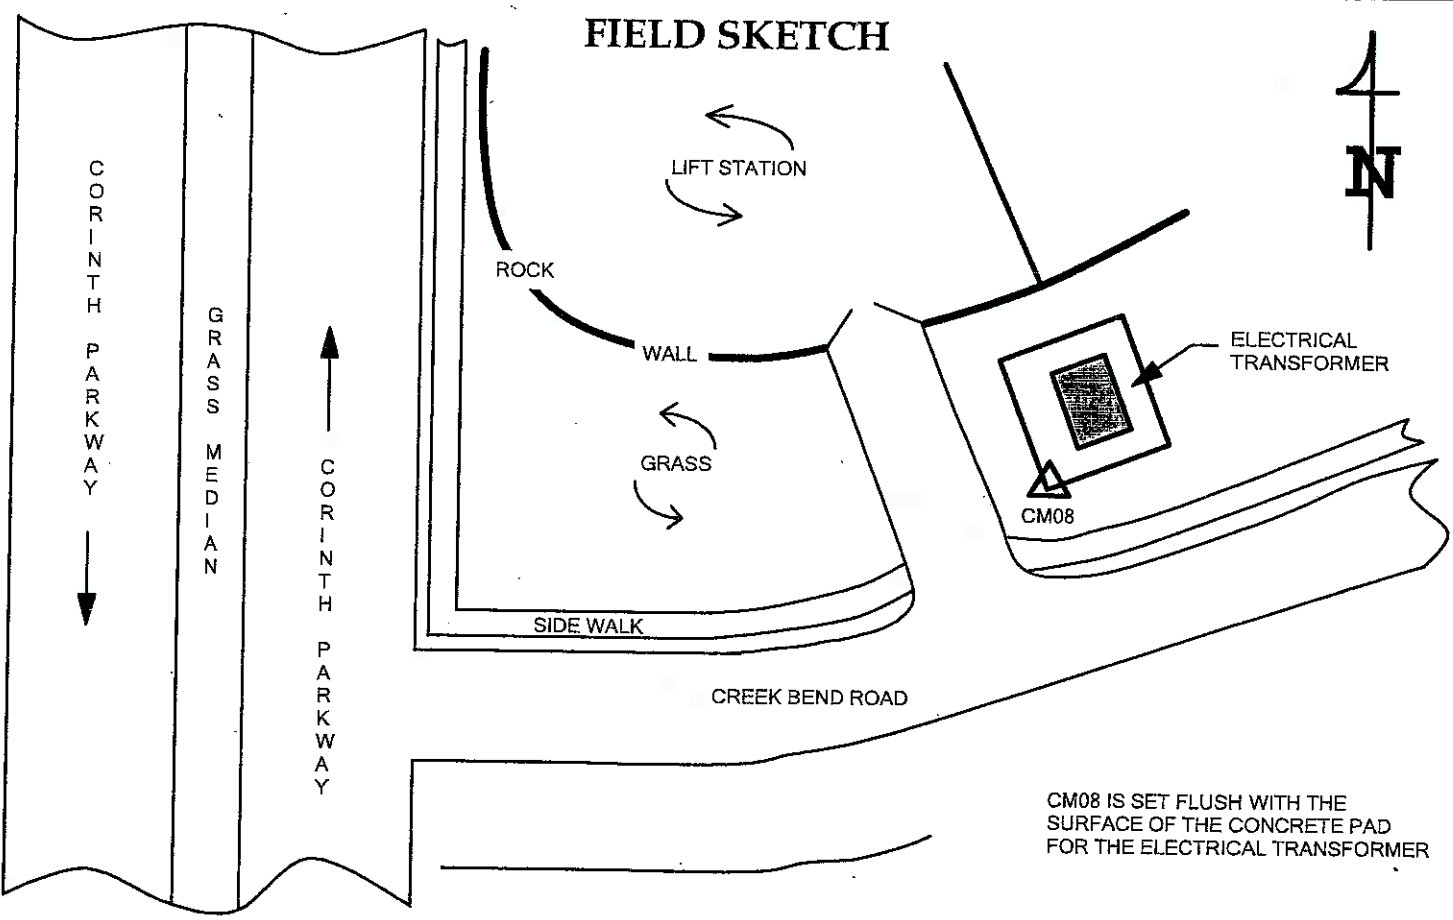 FIELD SKETCH
N
CORINTH PARKWAY
GRASS MEDIAN
CORINTH PARKWAY
LIFT STATION
ROCK
WALL
GRASS
ELECTRICAL
TRANSFORMER
CM08
SIDE WALK
CREEK BEND ROAD
CM08 IS SET FLUSH WITH THE
SURFACE OF THE CONCRETE PAD
FOR THE ELECTRICAL TRANSFORMER